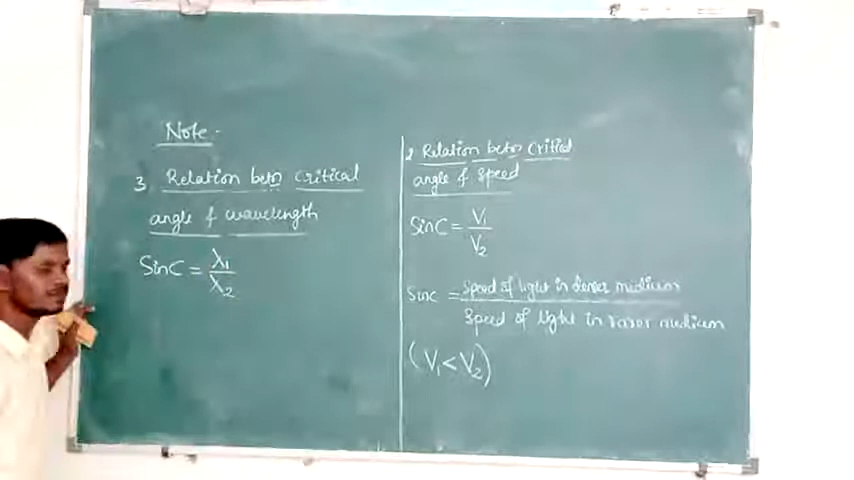 Note -
3 Relation betn Critical
angle & wavelength
SinC = λ1/λ2
2 Relation betn Critical
angle & Speed
SinC = V1/V2
Sinc = Speed of light in denser medium / Speed of light in rarer medium
(V1 < V2)